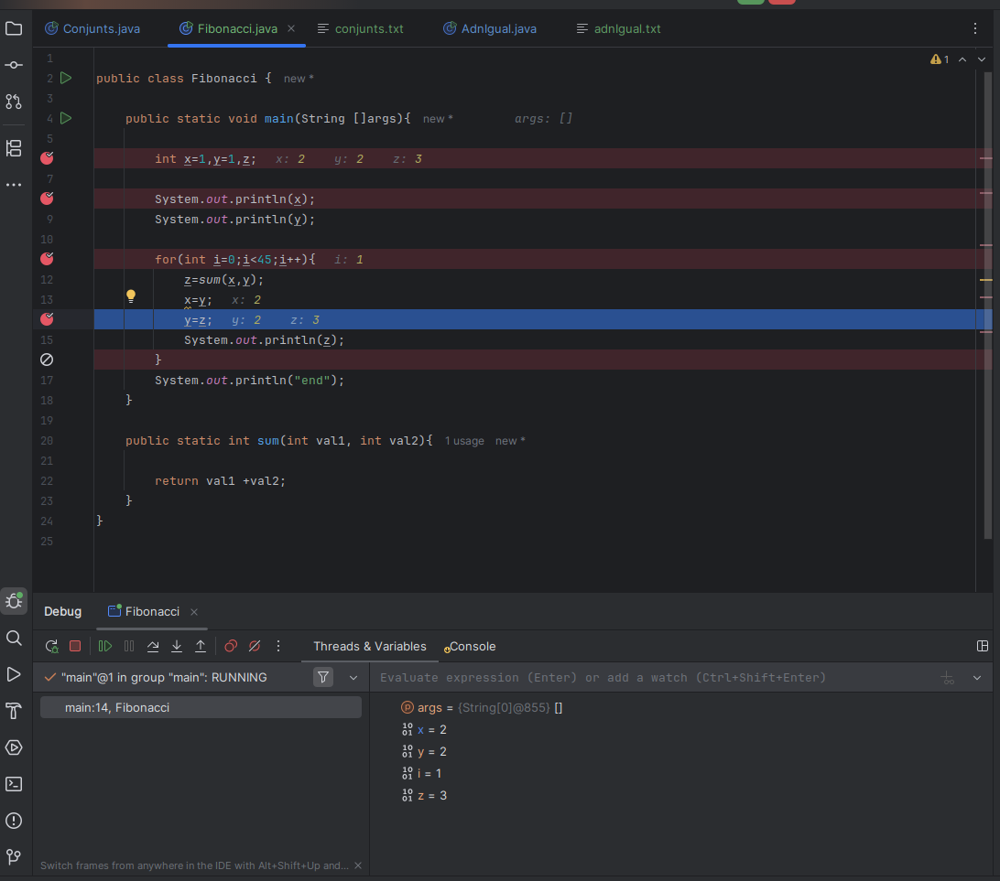 Conjunts.java Fibonacci.java conjunts.txt AdnIgual.java adnIgual.txt
1
1
2 public class Fibonacci { new *
3
4 public static void main(String []args){ new * args: []
5
int x=1,y=1,z; x: 2 y: 2 z: 3
7
System.out.println(x);
9 System.out.println(y);
10
for(int i=0;i<45;i++){ i: 1
12 z=sum(x,y);
13 x=y; x: 2
y=z; y: 2 z: 3
15 System.out.println(z);
}
17 System.out.println("end");
18 }
19
20 public static int sum(int val1, int val2){ 1 usage new *
21
22 return val1 +val2;
23 }
24 }
25
Debug Fibonacci
Threads & Variables Console
"main"@1 in group "main": RUNNING
Evaluate expression (Enter) or add a watch (Ctrl+Shift+Enter)
main:14, Fibonacci
args = {String[0]@855} []
x = 2
y = 2
i = 1
z = 3
Switch frames from anywhere in the IDE with Alt+Shift+Up and...